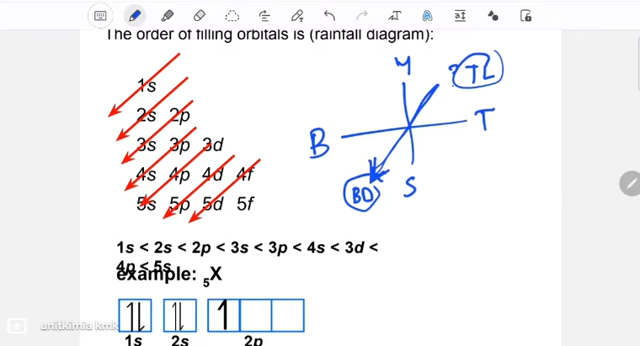 The order of filling orbitals is (rainfall diagram):
1s
2s 2p
3s 3p 3d
4s 4p 4d 4f
5s 5p 5d 5f
U
TL
T
B
BD
S
1s < 2s < 2p < 3s < 3p < 4s < 3d <
4p < 5s
example: ₅X
1s 2s 2p
unitkimia kmk